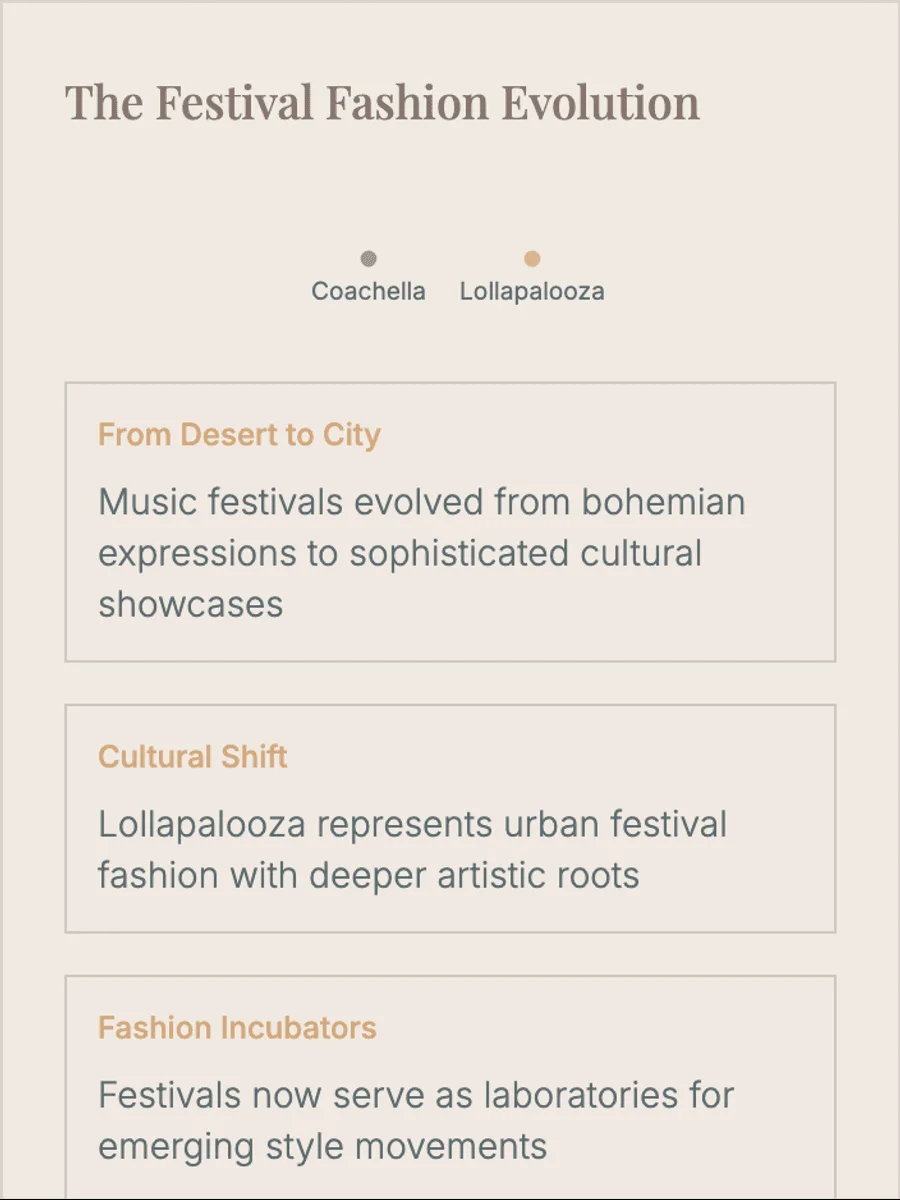 The Festival Fashion Evolution
Coachella Lollapalooza
From Desert to City
Music festivals evolved from bohemian
expressions to sophisticated cultural
showcases
Cultural Shift
Lollapalooza represents urban festival
fashion with deeper artistic roots
Fashion Incubators
Festivals now serve as laboratories for
emerging style movements